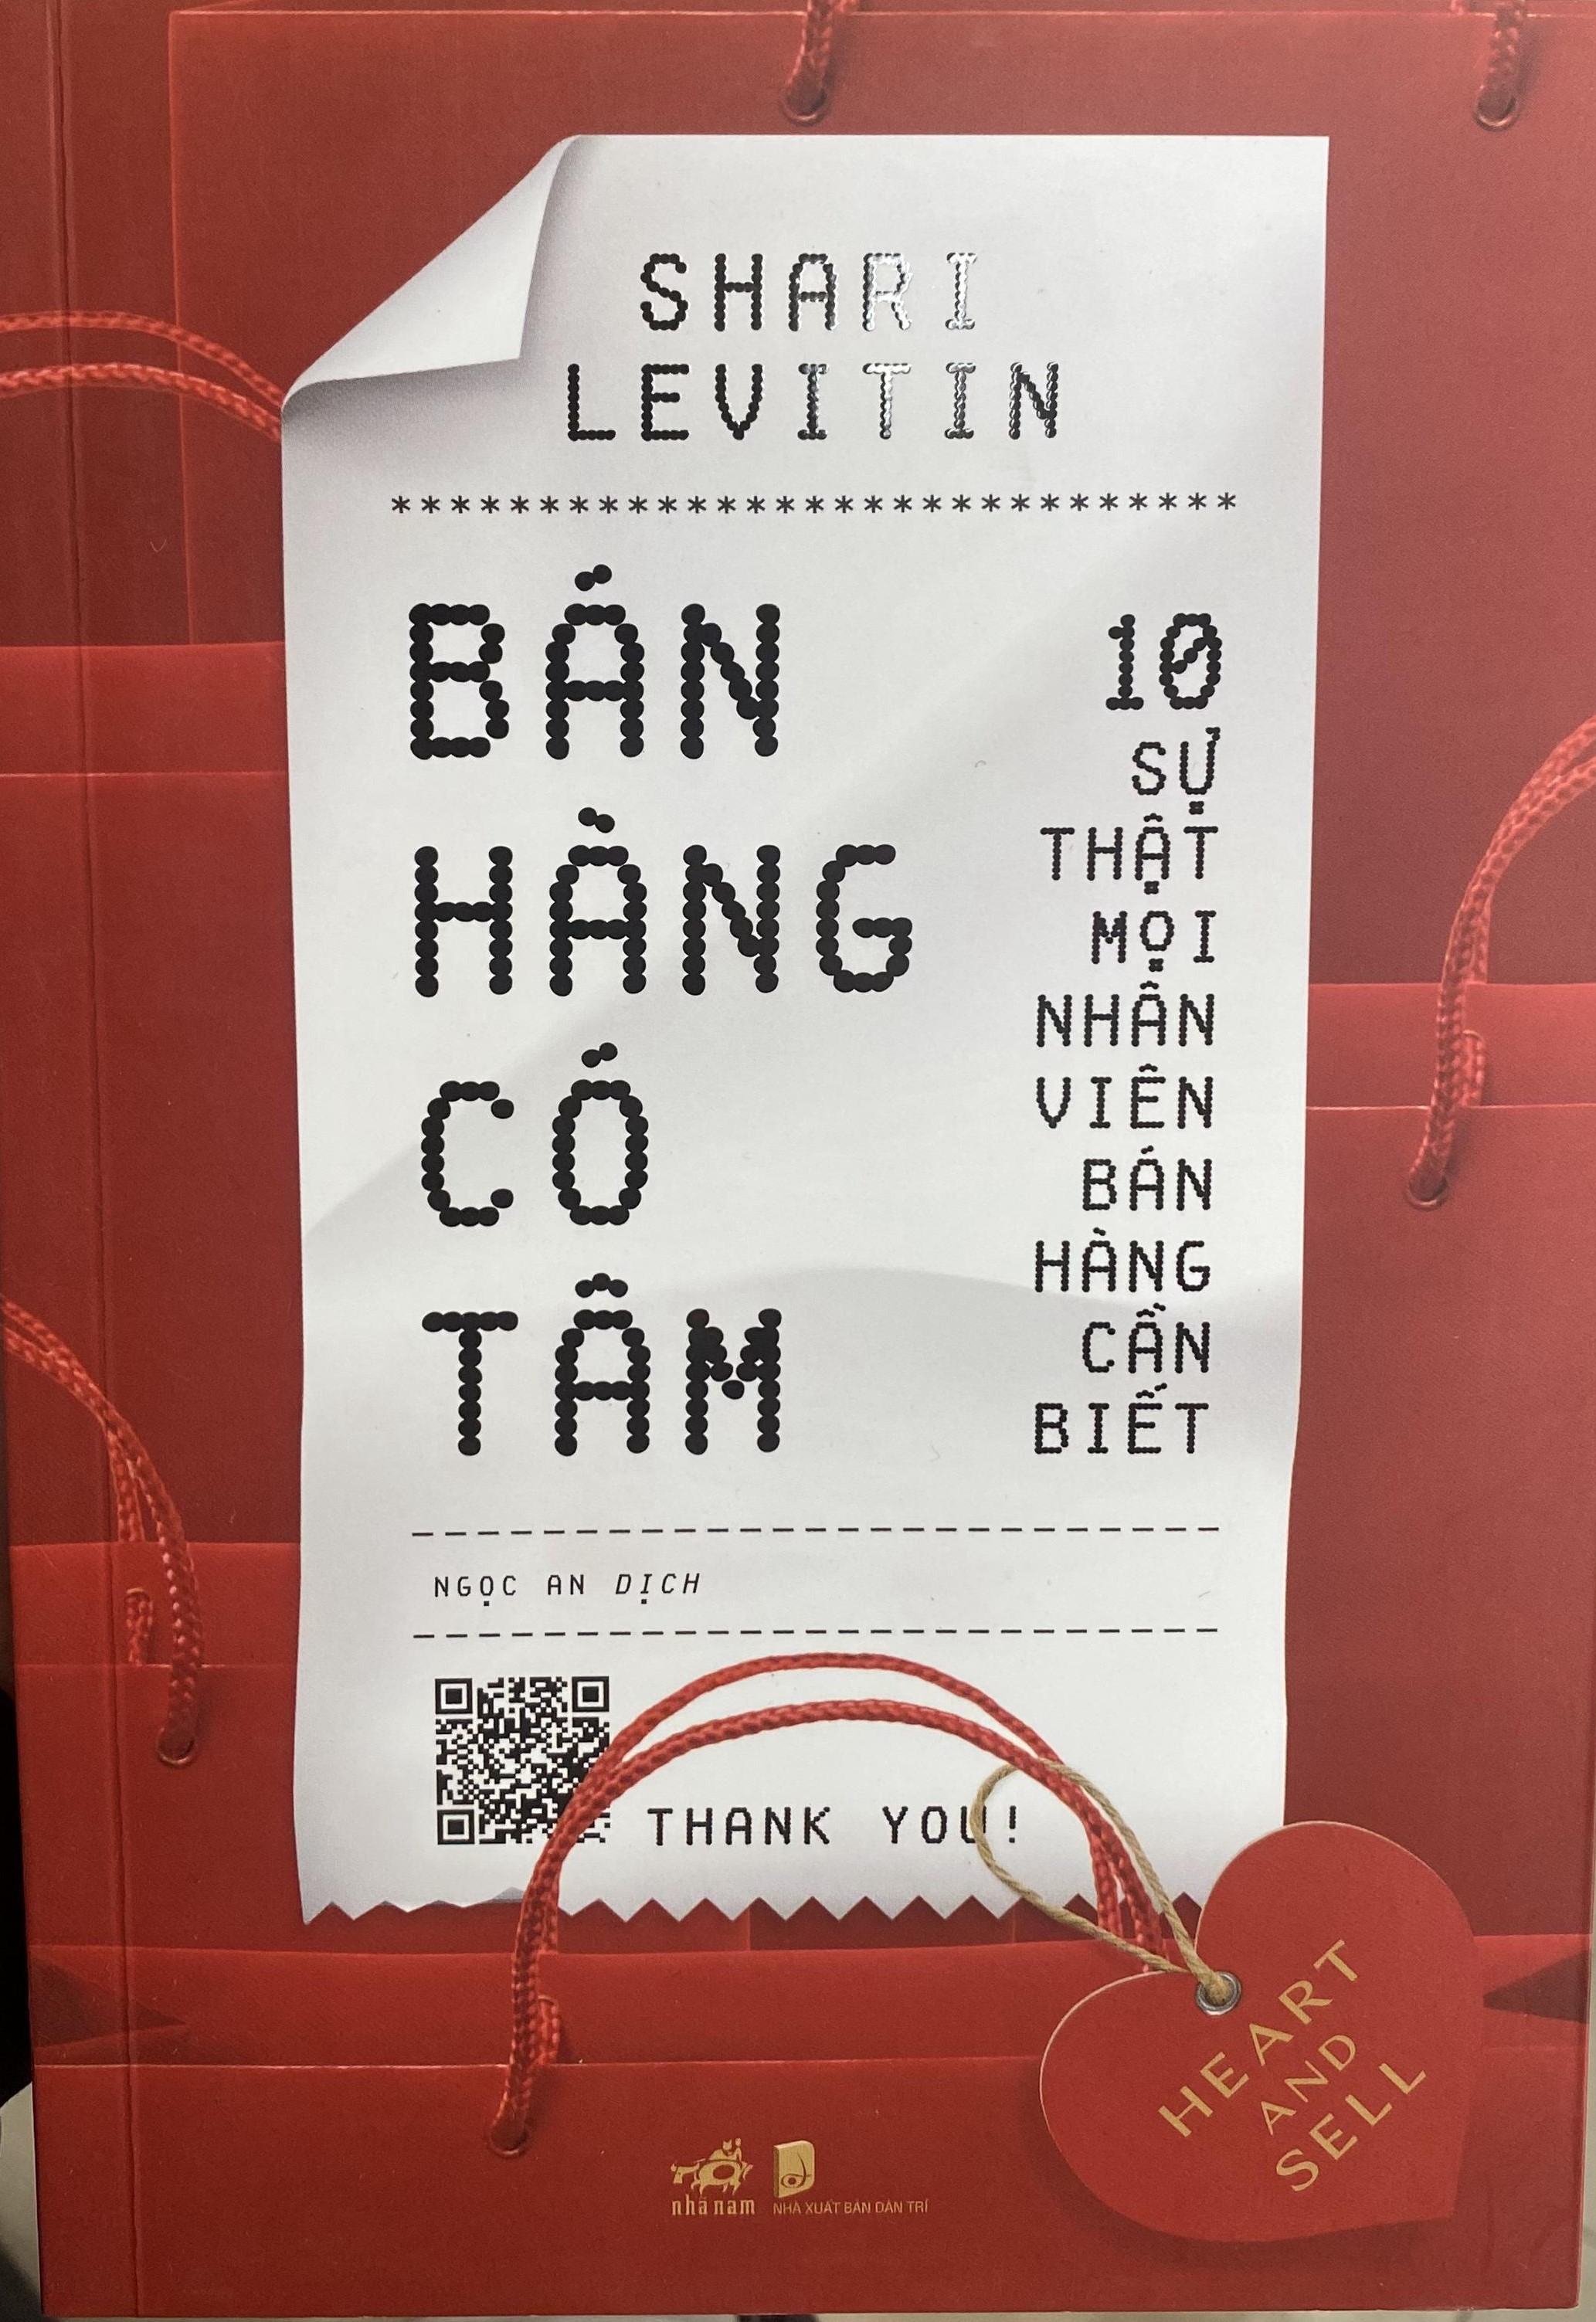 SHARI
LEVITIN
*****************************
BÁN
HÀNG
CÓ
TÂM
10
SỰ
THẬT
MỌI
NHÂN
VIÊN
BÁN
HÀNG
CẦN
BIẾT
NGỌC AN DỊCH
THANK YOU!
HEART
AND
SELL
nhã nam
NHÀ XUẤT BẢN DÂN TRÍ